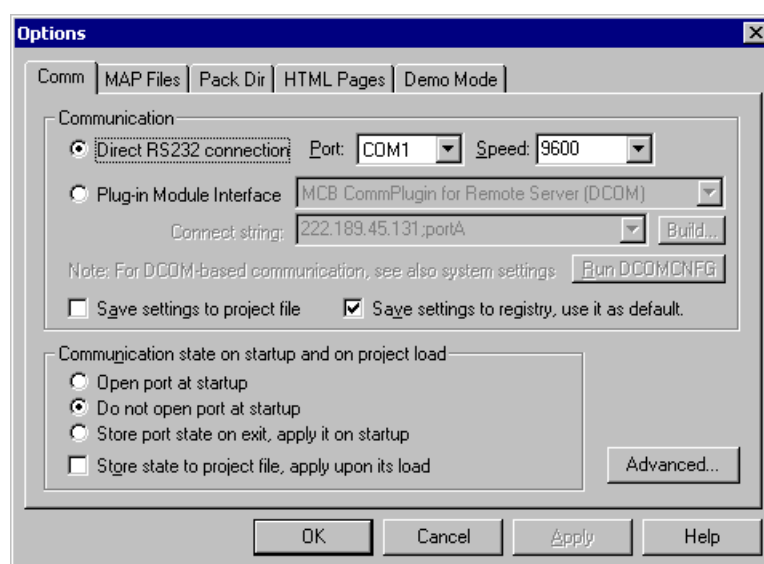 Options
Comm MAP Files Pack Dir HTML Pages Demo Mode
Communication
Direct RS232 connection Port: COM1 Speed: 9600
Plug-in Module Interface MCB CommPlugin for Remote Server (DCOM)
Connect string: 222.189.45.131;portA Build...
Note: For DCOM-based communication, see also system settings Run DCOMCNFG
Save settings to project file Save settings to registry, use it as default.
Communication state on startup and on project load
Open port at startup
Do not open port at startup
Store port state on exit, apply it on startup
Store state to project file, apply upon its load Advanced...
OK Cancel Apply Help